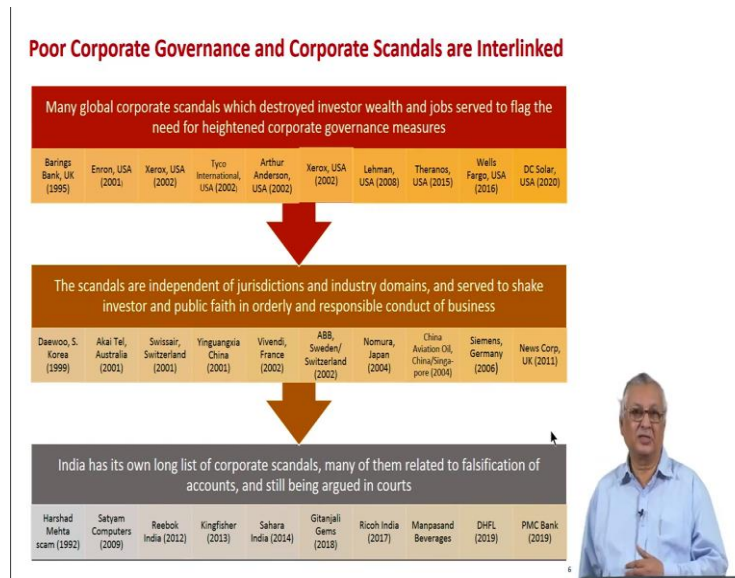 Poor Corporate Governance and Corporate Scandals are Interlinked
Many global corporate scandals which destroyed investor wealth and jobs served to flag the
need for heightened corporate governance measures
Barings
Bank, UK
(1995)
Enron, USA
(2001)
Xerox, USA
(2002)
Tyco
International,
USA (2002)
Arthur
Anderson,
USA (2002)
Xerox, USA
(2002)
Lehman,
USA (2008)
Theranos,
USA (2015)
Wells
Fargo, USA
(2016)
DC Solar,
USA (2020)
The scandals are independent of jurisdictions and industry domains, and served to shake
investor and public faith in orderly and responsible conduct of business
Daewoo, S.
Korea
(1999)
Akai Tel,
Australia
(2001)
Swissair,
Switzerland
(2001)
Yinguangxia
China
(2001)
Vivendi,
France
(2002)
ABB,
Sweden/
Switzerland
(2002)
Nomura,
Japan
(2004)
China
Aviation Oil,
China/Singa-
pore (2004)
Siemens,
Germany
(2006)
News Corp,
UK (2011)
India has its own long list of corporate scandals, many of them related to falsification of
accounts, and still being argued in courts
Harshad
Mehta
scam (1992)
Satyam
Computers
(2009)
Reebok
India (2012)
Kingfisher
(2013)
Sahara
India (2014)
Gitanjali
Gems
(2018)
Ricoh India
(2017)
Manpasand
Beverages
DHFL
(2019)
PMC Bank
(2019)
6